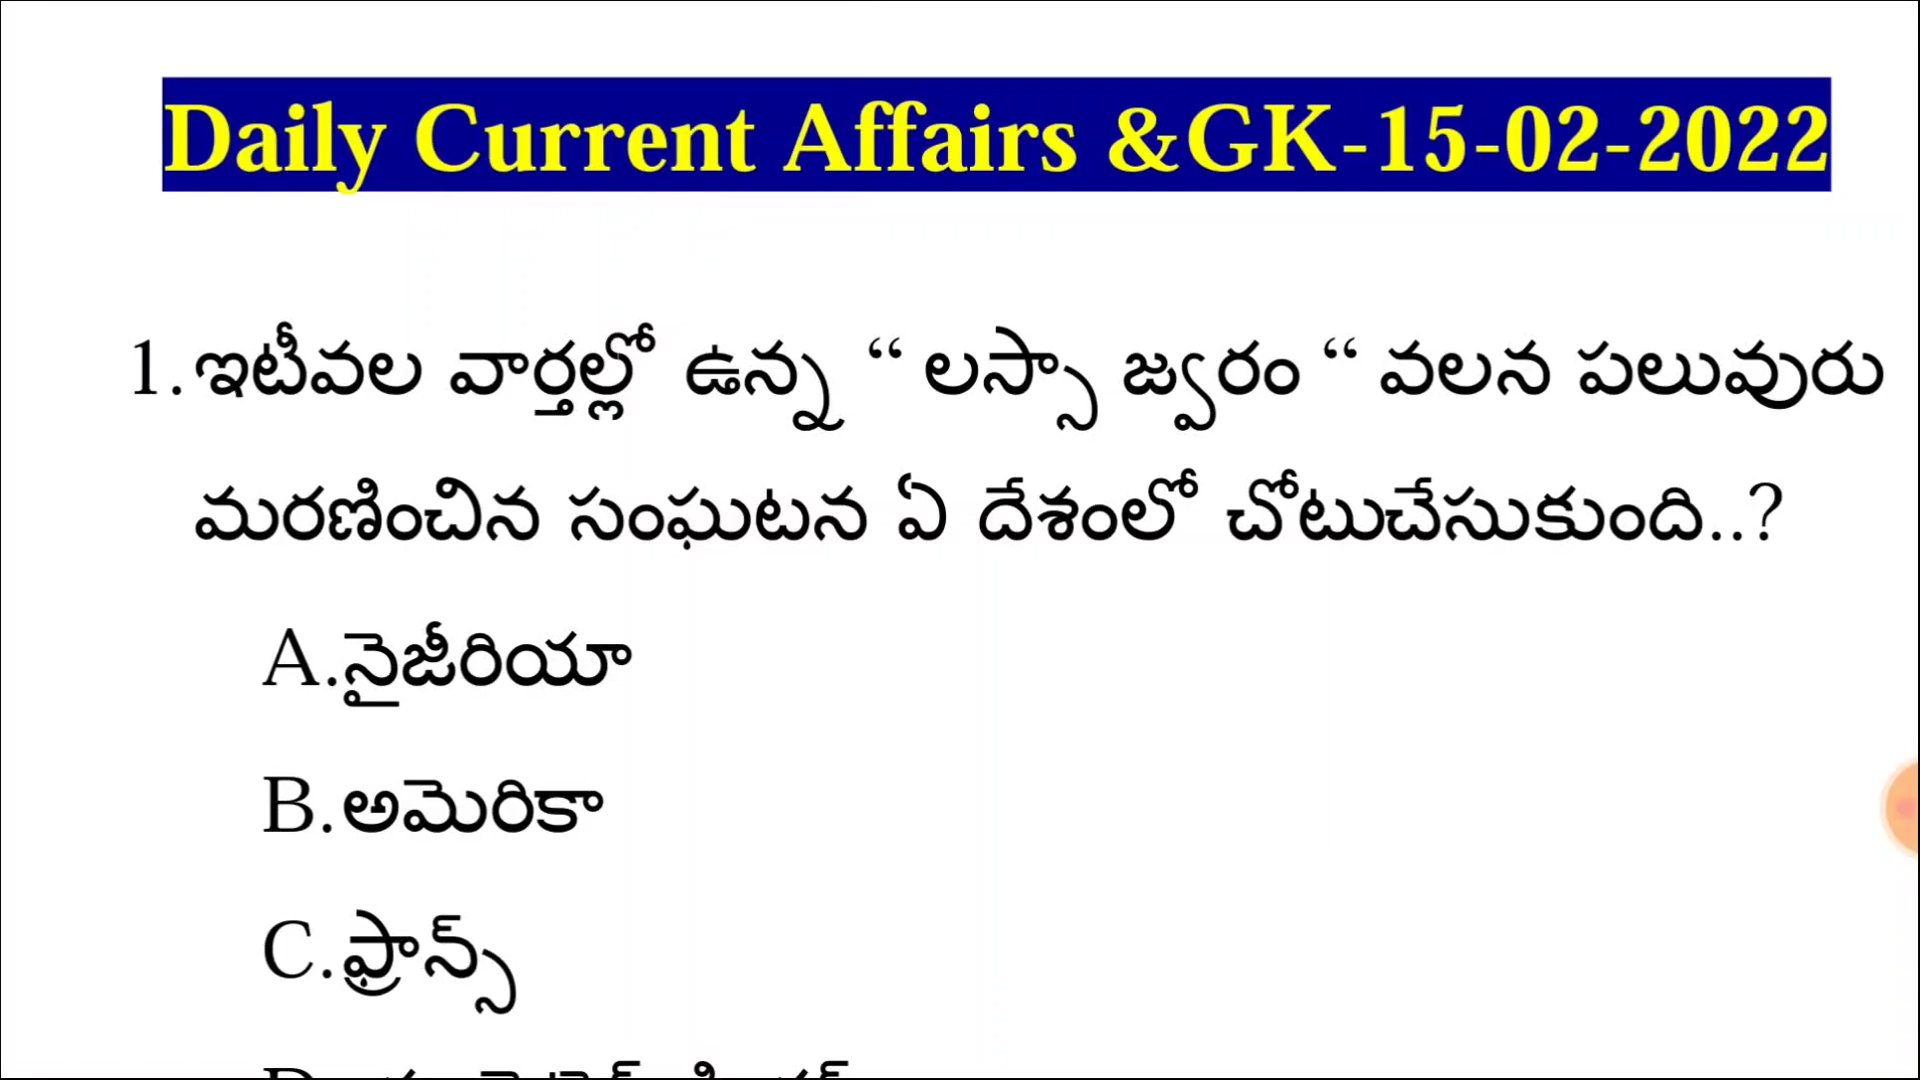 Daily Current Affairs &GK-15-02-2022
1.ఇటీవల వార్తల్లో ఉన్న “ లస్సా జ్వరం “ వలన పలువురు
మరణించిన సంఘటన ఏ దేశంలో చోటుచేసుకుంది..?
A.నైజీరియా
B.అమెరికా
C.ఫ్రాన్స్